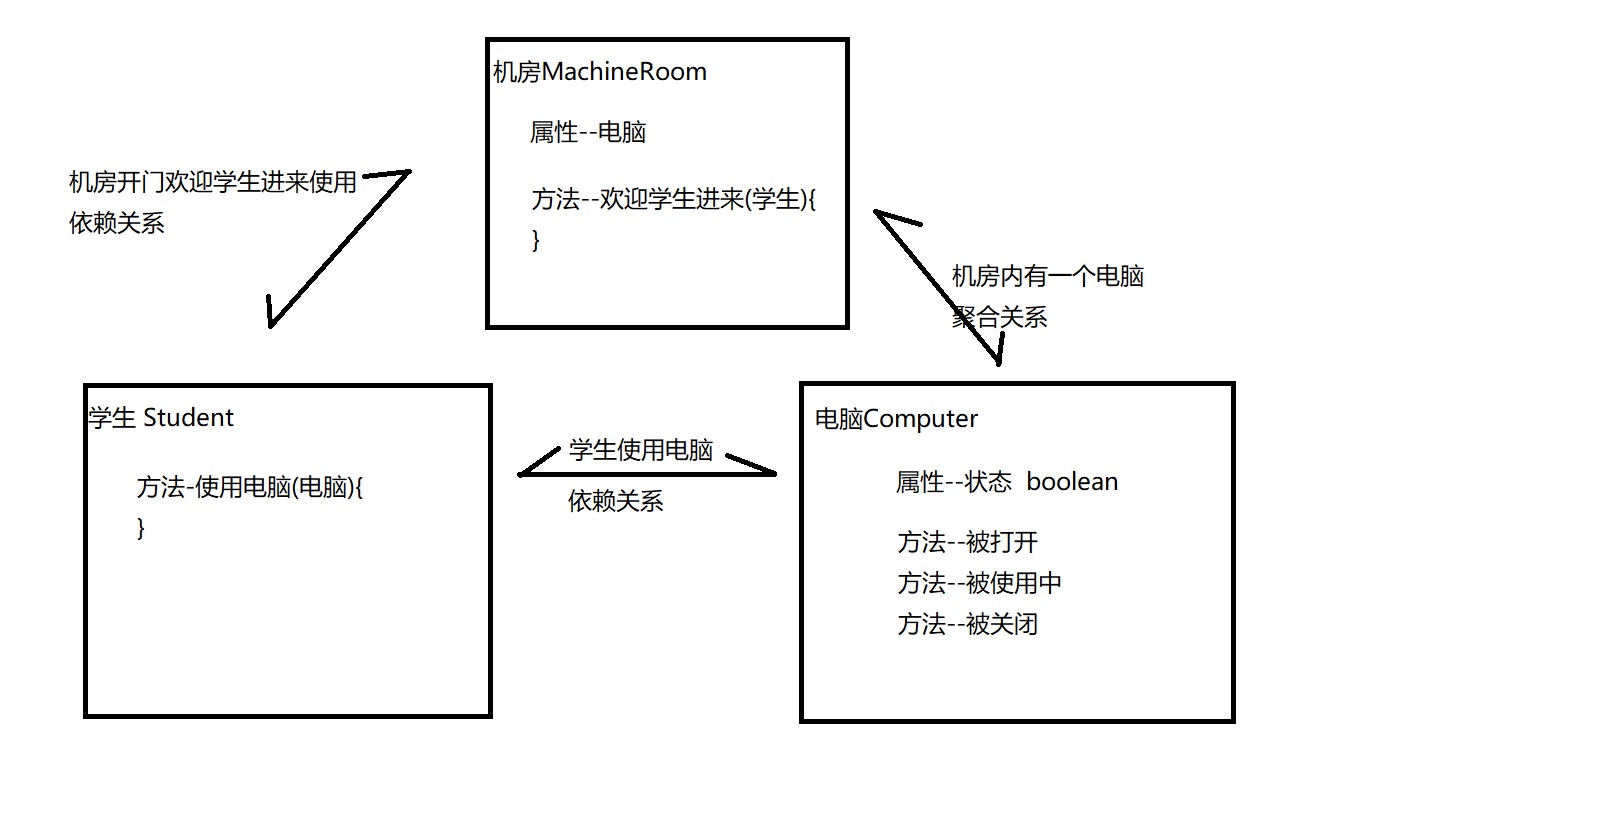 机房MachineRoom
属性--电脑
方法--欢迎学生进来(学生){
}
机房开门欢迎学生进来使用
依赖关系
机房内有一个电脑
聚合关系
学生 Student
方法-使用电脑(电脑){
}
学生使用电脑
依赖关系
电脑Computer
属性--状态  boolean
方法--被打开
方法--被使用中
方法--被关闭